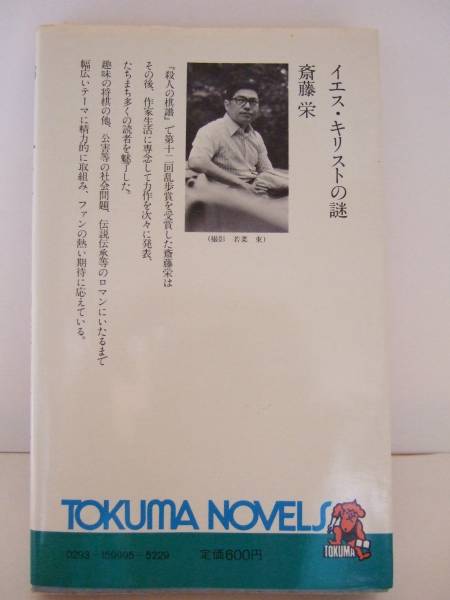 イエス・キリストの謎
斎藤栄
(撮影 若菜 東)
『殺人の棋譜』で第十二回乱歩賞を受賞した斎藤栄は
その後、作家生活に専念して力作を次々に発表、
たちまち多くの読者を魅了した。
趣味の将棋の他、公害等の社会問題、伝説伝承等のロマンにいたるまで
幅広いテーマに精力的に取組み、ファンの熱い期待に応えている。
TOKUMA NOVELS
TOKUMA
0293-159995-5229 定価600円